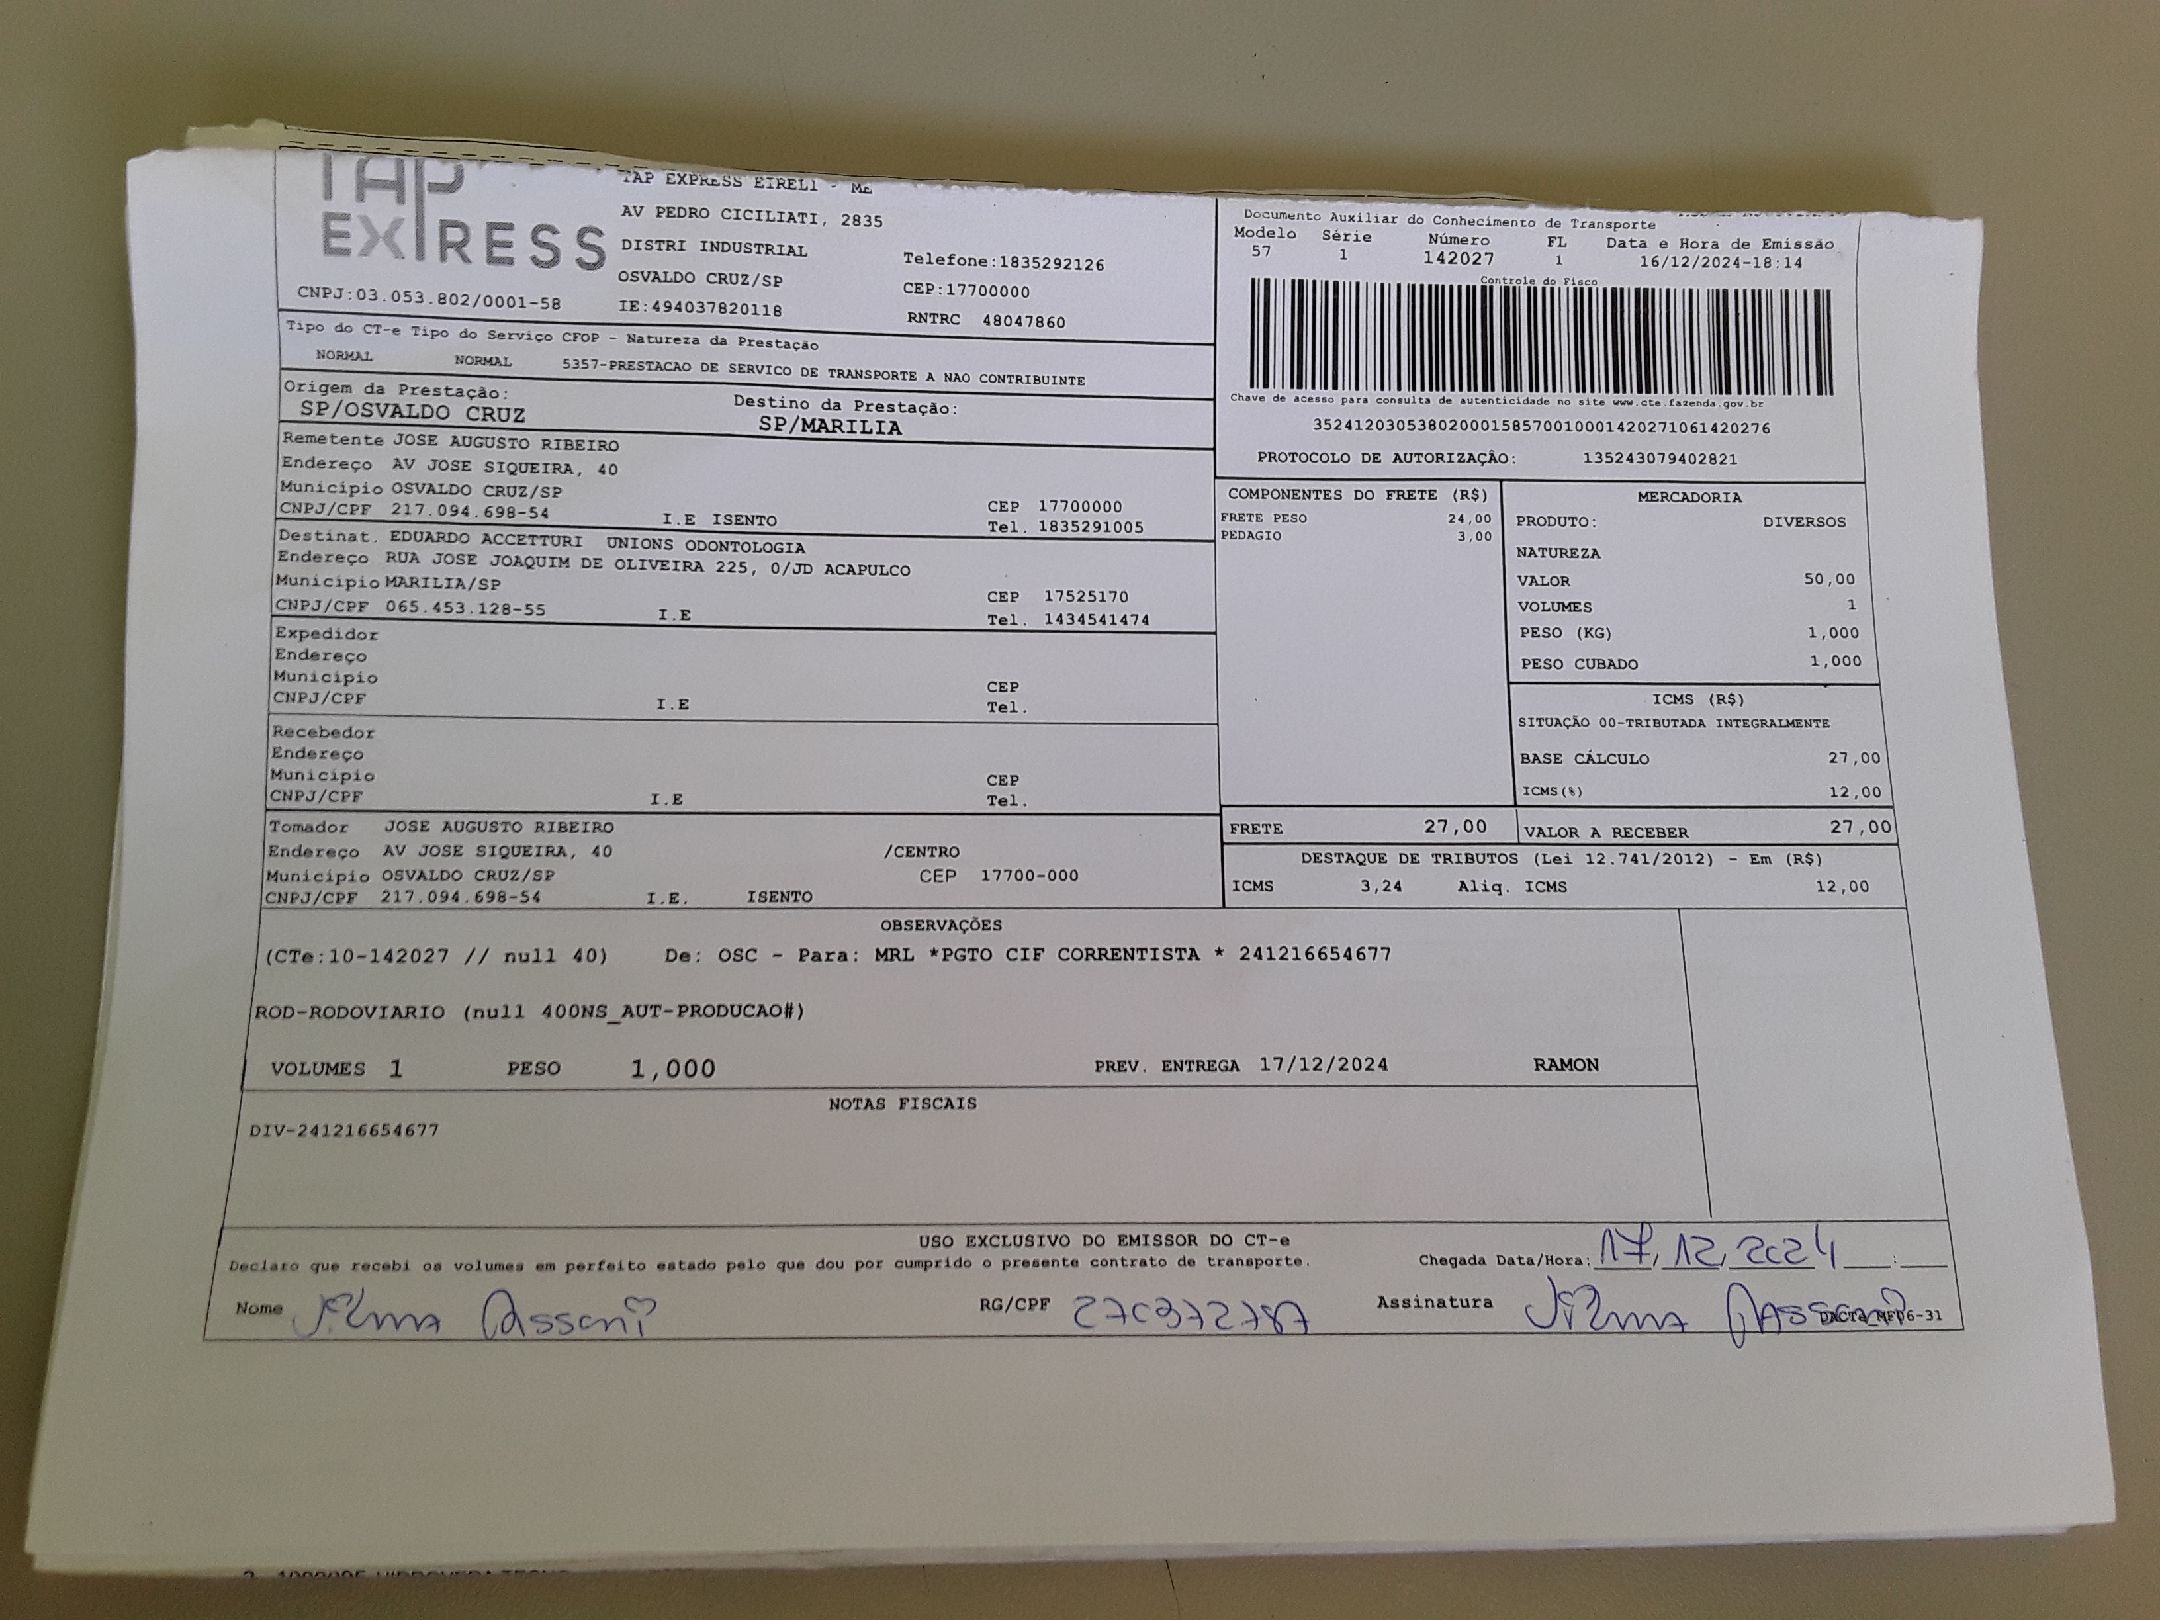 TAP
EXPRESS
CNPJ:03.053.802/0001-58
TAP EXPRESS EIRELI - ME
AV PEDRO CICILIATI, 2835
DISTRI INDUSTRIAL
OSVALDO CRUZ/SP
IE:494037820118
Telefone:1835292126
CEP:17700000
RNTRC 48047860
Documento Auxiliar do Conhecimento de Transporte
Modelo Série Número FL Data e Hora de Emissão
57 1 142027 1 16/12/2024-18:14
Controle do Fisco
Chave de acesso para consulta de autenticidade no site www.cte.fazenda.gov.br
35241203053802000158570010001420271061420276
PROTOCOLO DE AUTORIZAÇÃO: 135243079402821
Tipo do CT-e Tipo do Serviço CFOP - Natureza da Prestação
NORMAL NORMAL 5357-PRESTACAO DE SERVICO DE TRANSPORTE A NAO CONTRIBUINTE
Origem da Prestação: Destino da Prestação:
SP/OSVALDO CRUZ SP/MARILIA
Remetente JOSE AUGUSTO RIBEIRO
Endereço AV JOSE SIQUEIRA, 40
Município OSVALDO CRUZ/SP CEP 17700000
CNPJ/CPF 217.094.698-54 I.E ISENTO Tel. 1835291005
Destinat. EDUARDO ACCETTURI UNIONS ODONTOLOGIA
Endereço RUA JOSE JOAQUIM DE OLIVEIRA 225, 0/JD ACAPULCO
Município MARILIA/SP CEP 17525170
CNPJ/CPF 065.453.128-55 I.E Tel. 1434541474
Expedidor
Endereço
Município CEP
CNPJ/CPF I.E Tel.
Recebedor
Endereço
Município CEP
CNPJ/CPF I.E Tel.
Tomador JOSE AUGUSTO RIBEIRO
Endereço AV JOSE SIQUEIRA, 40 /CENTRO
Município OSVALDO CRUZ/SP CEP 17700-000
CNPJ/CPF 217.094.698-54 I.E. ISENTO
COMPONENTES DO FRETE (R$)
FRETE PESO 24,00
PEDAGIO 3,00
MERCADORIA
PRODUTO: DIVERSOS
NATUREZA
VALOR 50,00
VOLUMES 1
PESO (KG) 1,000
PESO CUBADO 1,000
ICMS (R$)
SITUAÇÃO 00-TRIBUTADA INTEGRALMENTE
BASE CÁLCULO 27,00
ICMS(%) 12,00
FRETE 27,00 VALOR A RECEBER 27,00
DESTAQUE DE TRIBUTOS (Lei 12.741/2012) - Em (R$)
ICMS 3,24 Aliq. ICMS 12,00
OBSERVAÇÕES
(CTe:10-142027 // null 40) De: OSC - Para: MRL *PGTO CIF CORRENTISTA * 241216654677
ROD-RODOVIARIO (null 400NS_AUT-PRODUCAO#)
VOLUMES 1 PESO 1,000 PREV. ENTREGA 17/12/2024 RAMON
NOTAS FISCAIS
DIV-241216654677
USO EXCLUSIVO DO EMISSOR DO CT-e
Declaro que recebi os volumes em perfeito estado pelo que dou por cumprido o presente contrato de transporte. Chegada Data/Hora: 17/12/2024 :
Nome RG/CPF Assinatura